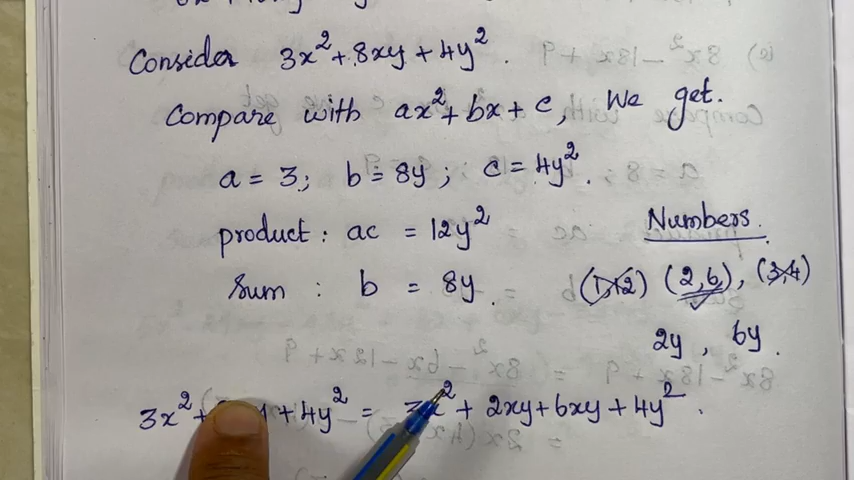 Consider 3x² + 8xy + 4y².
Compare with ax² + bx + c, We get.
a = 3; b = 8y; c = 4y².
product: ac = 12y²
Numbers.
Sum : b = 8y.
(1,12) (2,6), (3,4)
2y, 6y.
3x² + + 4y² = 3x² + 2xy + 6xy + 4y².